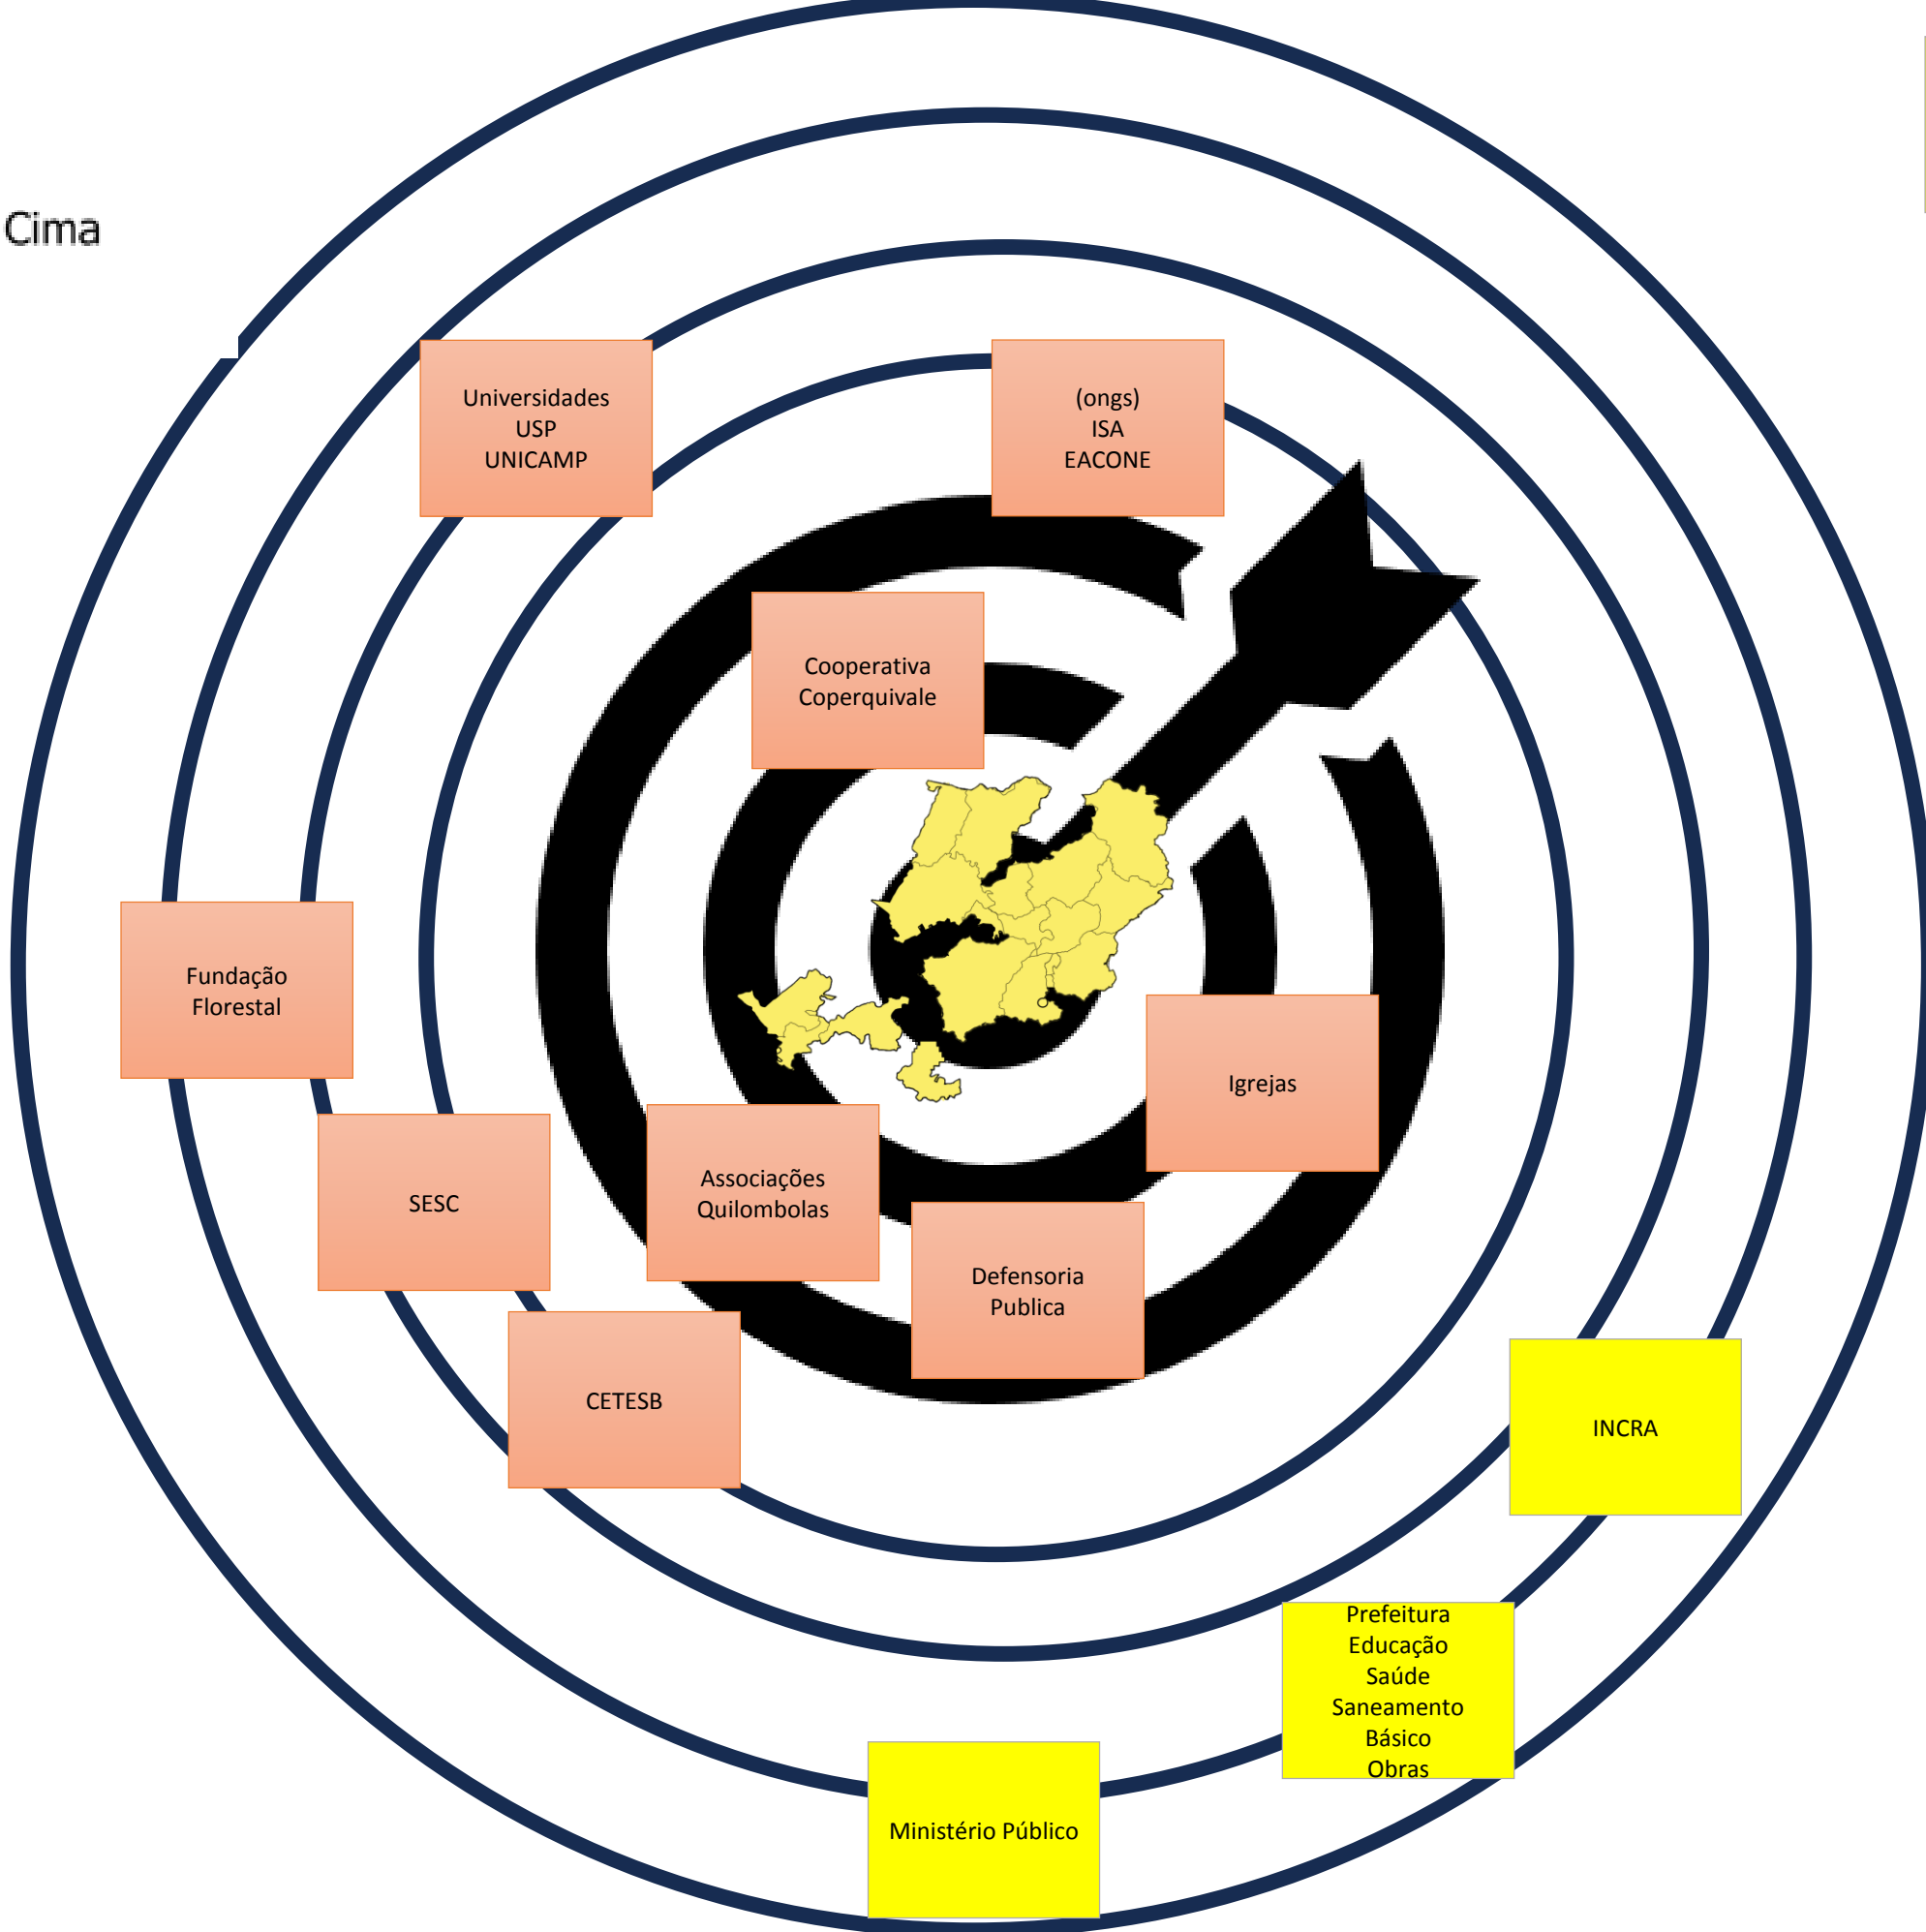 Cima
Universidades
USP
UNICAMP
(ongs)
ISA
EACONE
Cooperativa
Coperquivale
Fundação
Florestal
Igrejas
SESC
Associações
Quilombolas
Defensoria
Publica
CETESB
INCRA
Prefeitura
Educação
Saúde
Saneamento
Básico
Obras
Ministério Público